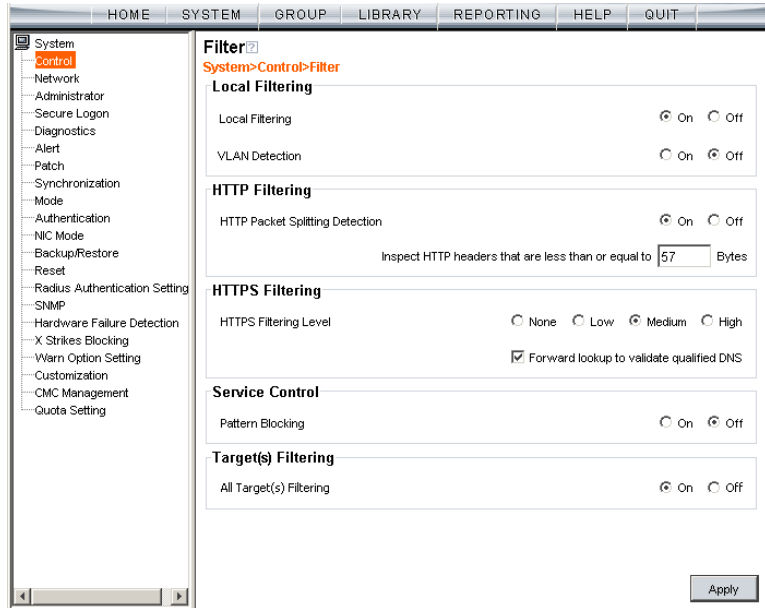 HOME SYSTEM GROUP LIBRARY REPORTING HELP QUIT
System
Control
Network
Administrator
Secure Logon
Diagnostics
Alert
Patch
Synchronization
Mode
Authentication
NIC Mode
Backup/Restore
Reset
Radius Authentication Setting
SNMP
Hardware Failure Detection
X Strikes Blocking
Warn Option Setting
Customization
CMC Management
Quota Setting
Filter ?
System>Control>Filter
Local Filtering
Local Filtering On Off
VLAN Detection On Off
HTTP Filtering
HTTP Packet Splitting Detection On Off
Inspect HTTP headers that are less than or equal to 57 Bytes
HTTPS Filtering
HTTPS Filtering Level None Low Medium High
Forward lookup to validate qualified DNS
Service Control
Pattern Blocking On Off
Target(s) Filtering
All Target(s) Filtering On Off
Apply